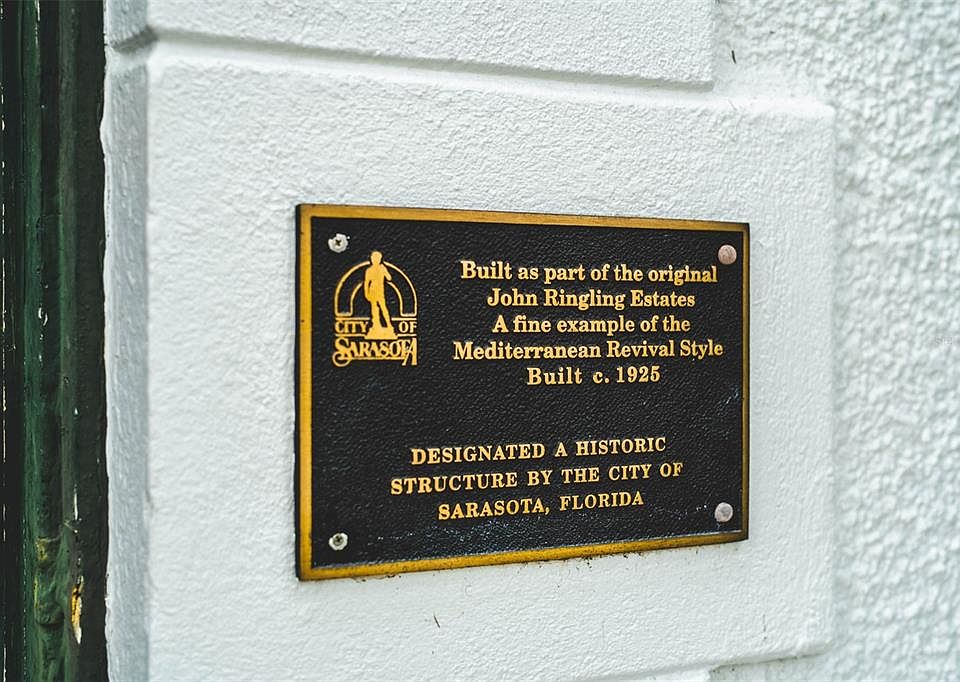 CITY OF
SARASOTA
Built as part of the original
John Ringling Estates
A fine example of the
Mediterranean Revival Style
Built c. 1925
DESIGNATED A HISTORIC
STRUCTURE BY THE CITY OF
SARASOTA, FLORIDA